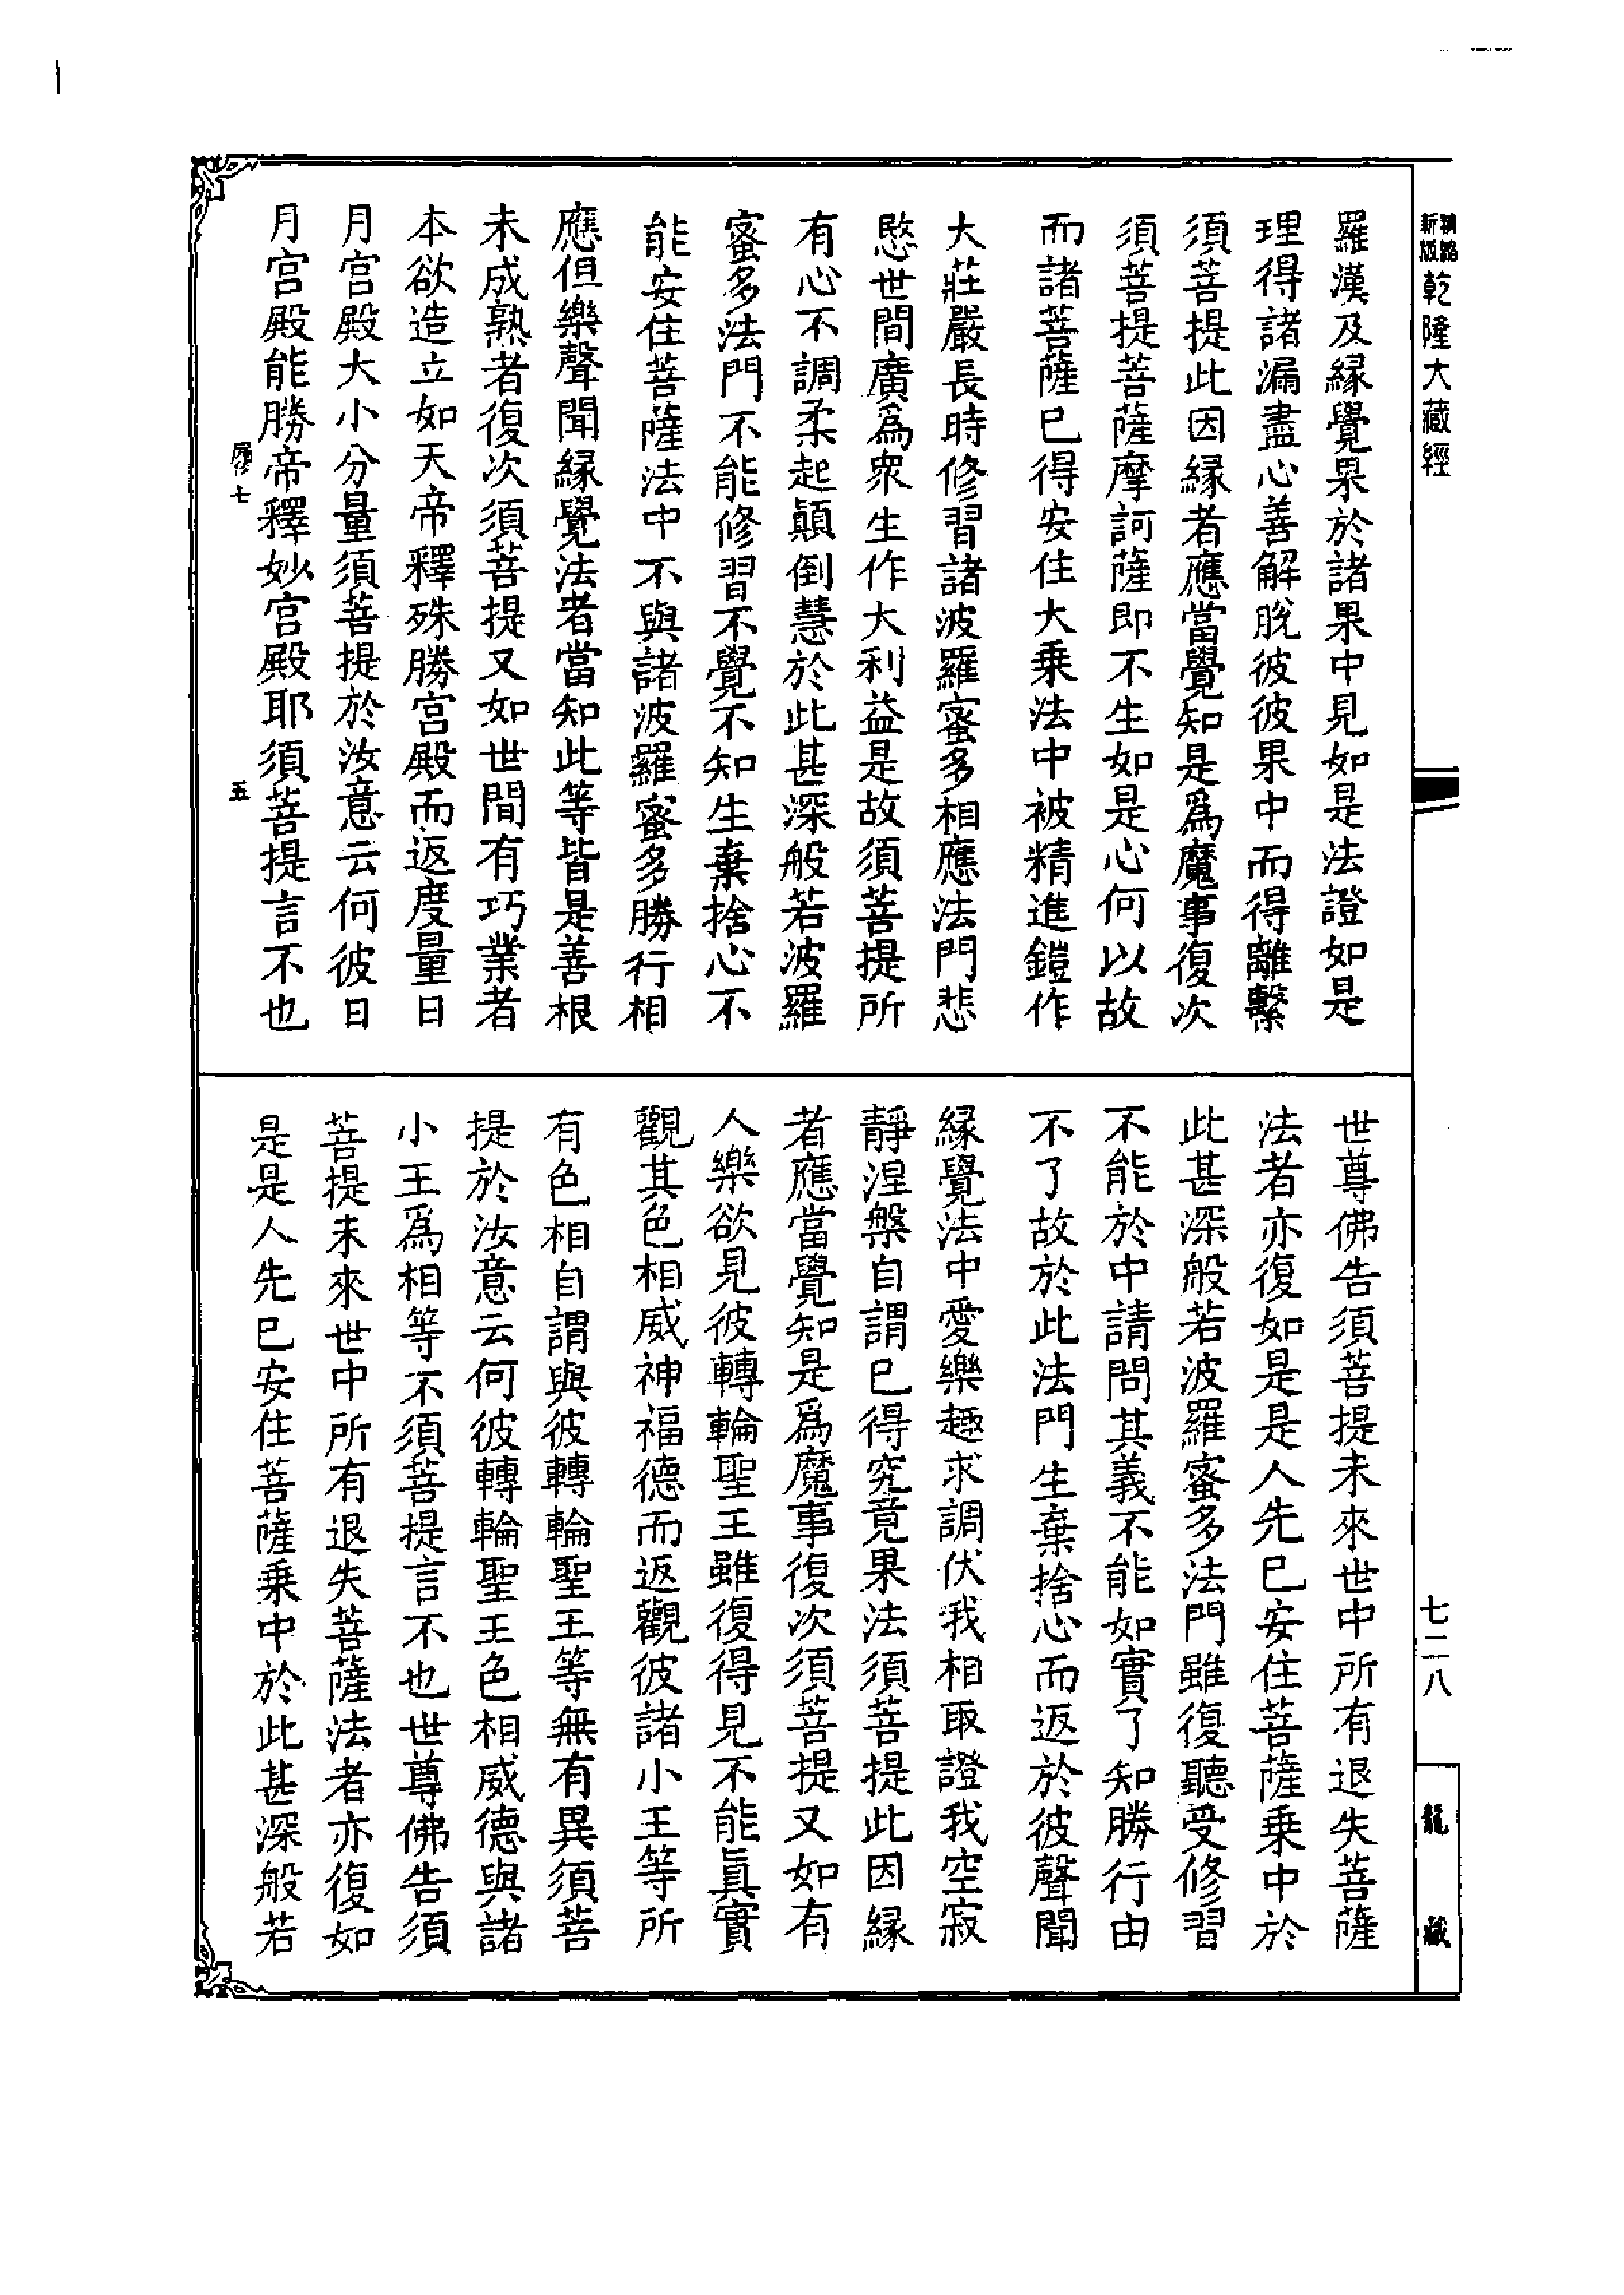 乾隆大藏經
羅漢及縁覺果於諸果中見如是法證如是
理得諸漏盡心善解脫彼彼果中而得離繫
須菩提此因縁者應當覺知是爲魔事復次
須菩提菩薩摩訶薩即不生如是心何以故
而諸菩薩已得安住大乗法中被精進鎧作
大莊嚴長時修習諸波羅蜜多相應法門悲
愍世間廣爲衆生作大利益是故須菩提所
有心不調柔起顛倒慧於此甚深般若波羅
蜜多法門不能修習不覺不知生棄捨心不
能安住菩薩法中不與諸波羅蜜多勝行相
應但樂聲聞縁覺法者當知此等皆是善根
未成熟者復次須菩提又如世間有巧業者
本欲造立如天帝釋殊勝宫殿而返度量日
月宫殿大小分量須菩提於汝意云何彼日
月宫殿能勝帝釋妙宫殿耶須菩提言不也
七
五
世尊佛告須菩提未來世中所有退失菩薩
法者亦復如是是人先已安住菩薩乗中於
此甚深般若波羅蜜多法門雖復聽受修習
不能於中請問其義不能如實了知勝行由
不了故於此法門生棄捨心而返於彼聲聞
縁覺法中愛樂趣求調伏我相取證我空寂
靜涅槃自謂已得究竟果法須菩提此因縁
者應當覺知是爲魔事復次須菩提又如有
人樂欲見彼轉輪聖王雖復得見不能真實
觀其色相威神福德而返觀彼諸小王等所
有色相自謂與彼轉輪聖王等無有異須菩
提於汝意云何彼轉輪聖王色相威德與諸
小王爲相等不須菩提言不也世尊佛告須
菩提未來世中所有退失菩薩法者亦復如
是是人先已安住菩薩乗中於此甚深般若
七二八
龍藏